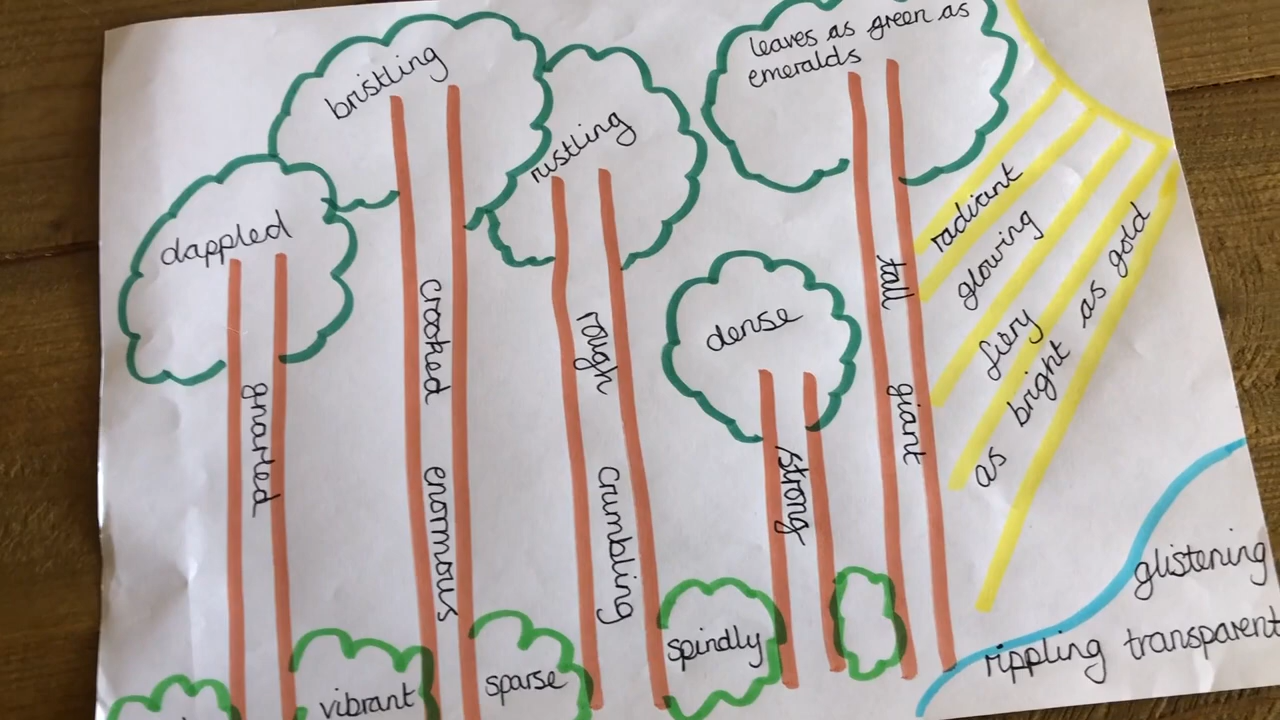 bristling
leaves as green as
emeralds
rustling
dappled
radiant
glowing
fiery
as bright as gold
dense
tall giant
crooked enormous
rough crumbling
gnarled
strong
glistening
rippling transparent
spindly
sparse
vibrant